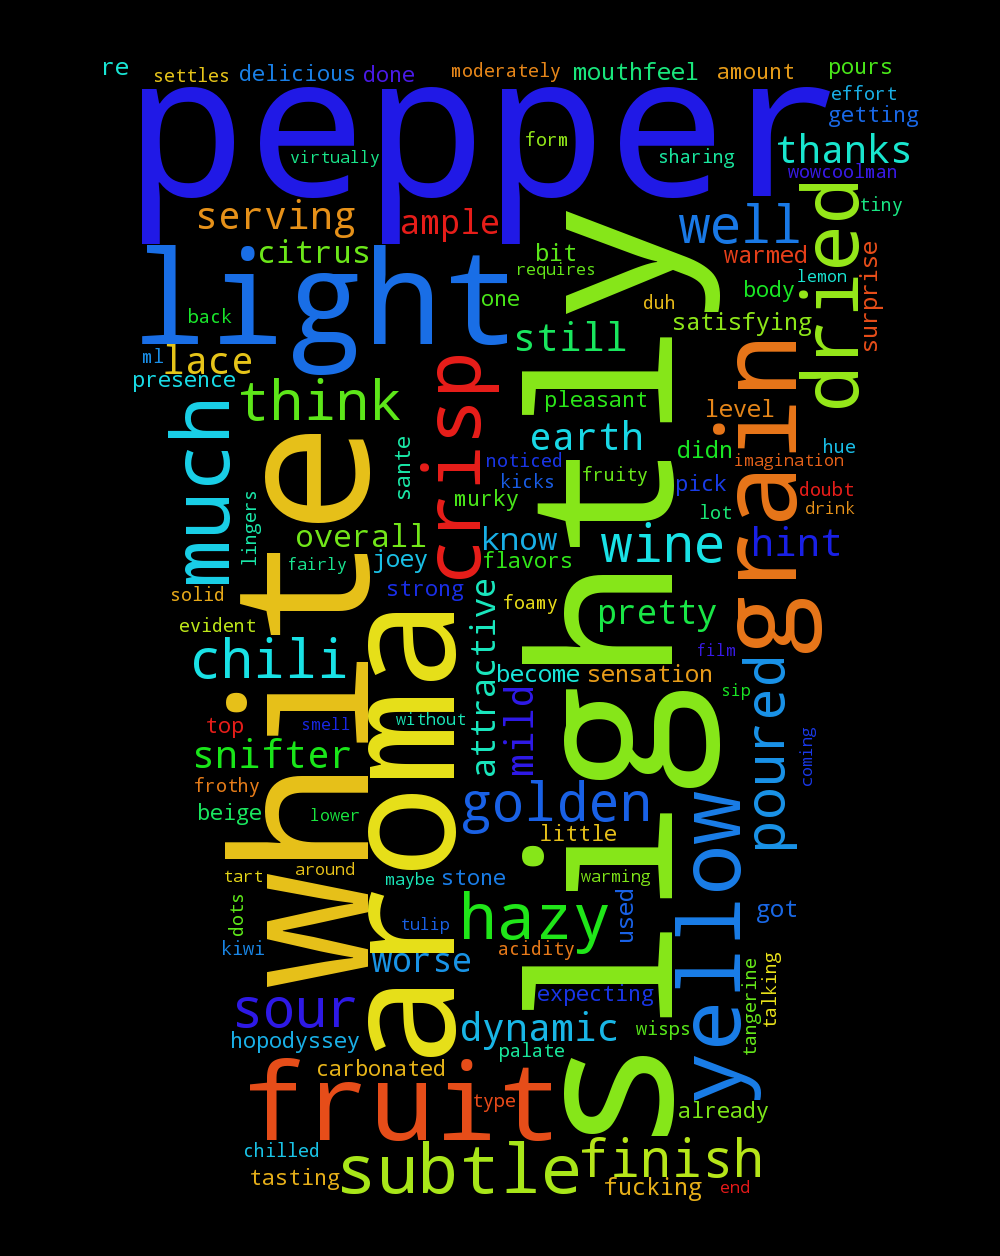 re
settles
delicious
done
moderately
mouthfeel
amount
pours
effort
getting
pepper
form
virtually
sharing
thanks
wowcoolman
tiny
serving
ample
well
dried
citrus
bit
requires
warmed
lemon
surprise
light
one
duh
body
back
satisfying
still
ml
lace
presence
think
crisp
pleasant
level
grain
much
earth
didn
hue
sante
noticed
imagination
kicks
fruity
pick
doubt
murky
lot
drink
lingers
overall
know
wine
hint
joey
flavors
fairly
strong
solid
foamy
pretty
evident
attractive
slightly
film
chili
become
sensation
white
aroma
sip
top
smell
without
mild
poured
coming
snifter
frothy
beige
lower
golden
little
yellow
around
tart
maybe
stone
warming
dots
tulip
hazy
used
got
kiwi
worse
acidity
expecting
tangerine
talking
sour
dynamic
wisps
hopodyssey
palate
carbonated
fruit
type
already
chilled
tasting
subtle
finish
fucking
end